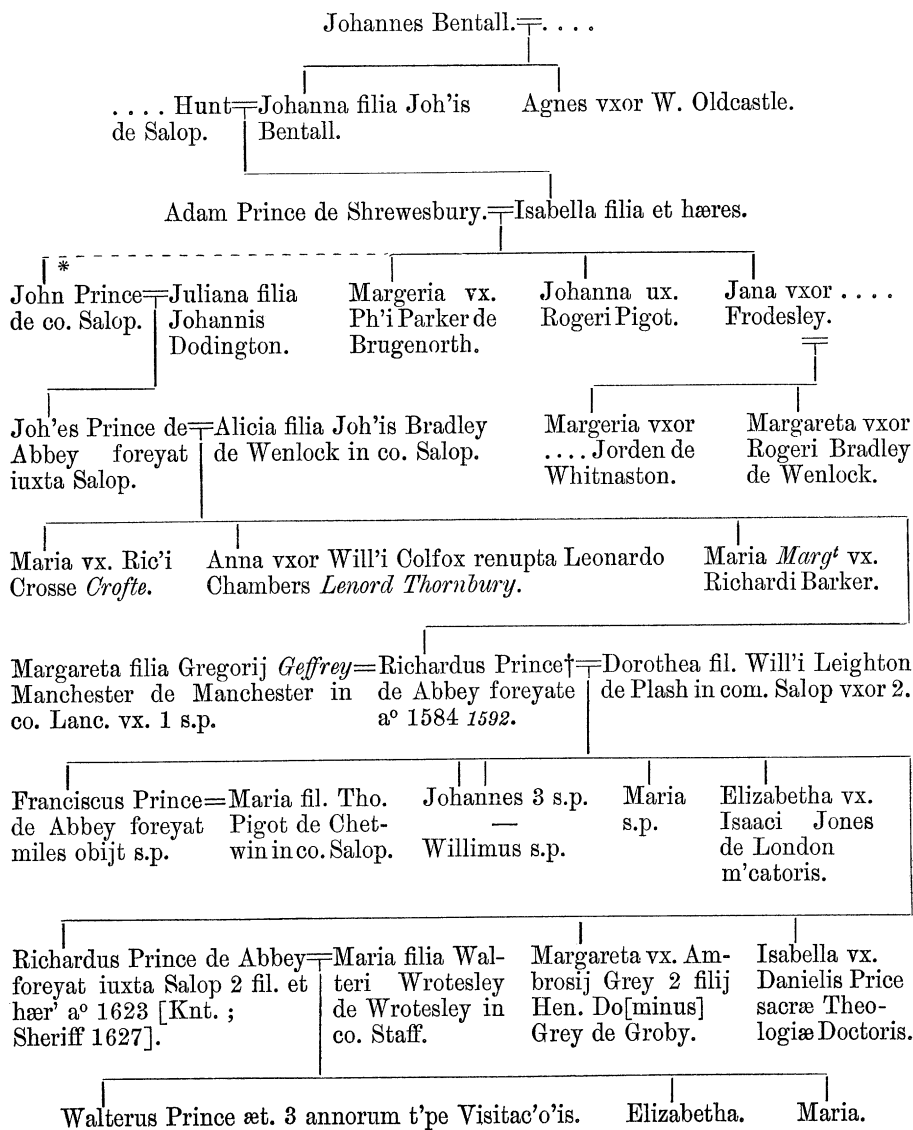 Johannes Bentall.=. . . .
. . . . Hunt=Johanna filia Joh'is
de Salop. Bentall.
Agnes vxor W. Oldcastle.
Adam Prince de Shrewesbury.=Isabella filia et hæres.
*
John Prince=Juliana filia
de co. Salop. Johannis
Dodington.
Margeria vx.
Ph'i Parker de
Brugenorth.
Johanna ux.
Rogeri Pigot.
Jana vxor . . . .
Frodesley.
Joh'es Prince de=Alicia filia Joh'is Bradley
Abbey foreyat de Wenlock in co. Salop.
iuxta Salop.
Margeria vxor
. . . . Jorden de
Whitnaston.
Margareta vxor
Rogeri Bradley
de Wenlock.
Maria vx. Ric'i
Crosse Crofte.
Anna vxor Will'i Colfox renupta Leonardo
Chambers Lenord Thornbury.
Maria Margt vx.
Richardi Barker.
Margareta filia Gregorij Geffrey=Richardus Prince†=Dorothea fil. Will'i Leighton
Manchester de Manchester in de Abbey foreyate de Plash in com. Salop vxor 2.
co. Lanc. vx. 1 s.p. aº 1584 1592.
Franciscus Prince=Maria fil. Tho.
de Abbey foreyat Pigot de Chet-
miles obijt s.p. win in co. Salop.
Johannes 3 s.p.
—
Willimus s.p.
Maria
s.p.
Elizabetha vx.
Isaaci Jones
de London
m'catoris.
Richardus Prince de Abbey=Maria filia Wal-
foreyat iuxta Salop 2 fil. et teri Wrotesley
hær' aº 1623 [Knt. ; de Wrotesley in
Sheriff 1627]. co. Staff.
Margareta vx. Am-
brosij Grey 2 filij
Hen. Do[minus]
Grey de Groby.
Isabella vx.
Danielis Price
sacræ Theo-
logiæ Doctoris.
Walterus Prince æt. 3 annorum t'pe Visitac'o'is. Elizabetha. Maria.